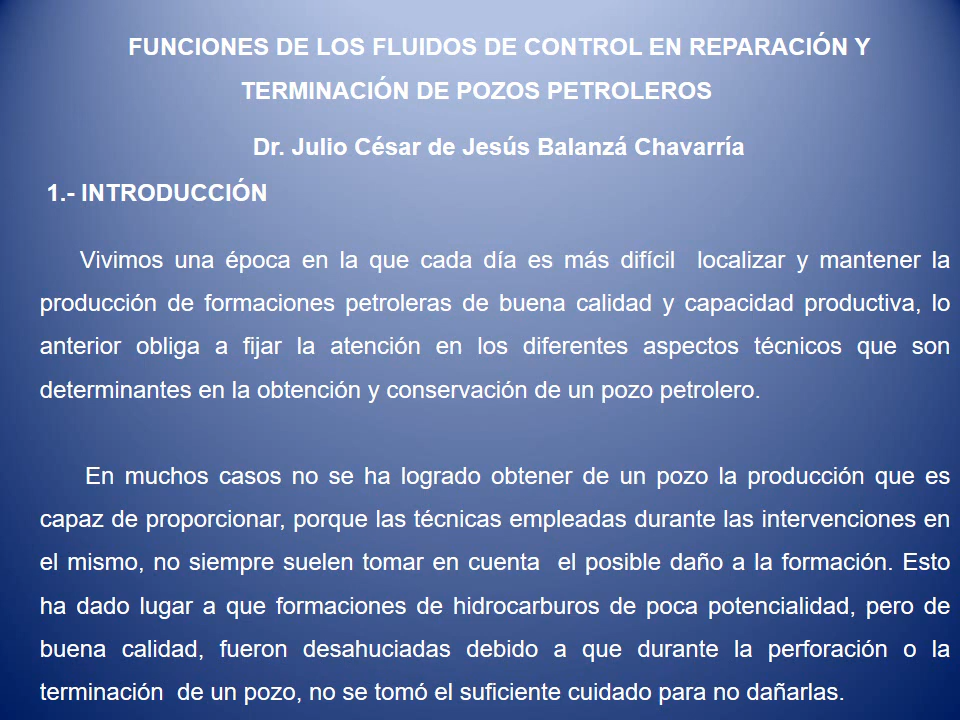 FUNCIONES DE LOS FLUIDOS DE CONTROL EN REPARACIÓN Y
TERMINACIÓN DE POZOS PETROLEROS
Dr. Julio César de Jesús Balanzá Chavarría
1.- INTRODUCCIÓN
Vivimos una época en la que cada día es más difícil localizar y mantener la
producción de formaciones petroleras de buena calidad y capacidad productiva, lo
anterior obliga a fijar la atención en los diferentes aspectos técnicos que son
determinantes en la obtención y conservación de un pozo petrolero.
En muchos casos no se ha logrado obtener de un pozo la producción que es
capaz de proporcionar, porque las técnicas empleadas durante las intervenciones en
el mismo, no siempre suelen tomar en cuenta el posible daño a la formación. Esto
ha dado lugar a que formaciones de hidrocarburos de poca potencialidad, pero de
buena calidad, fueron desahuciadas debido a que durante la perforación o la
terminación de un pozo, no se tomó el suficiente cuidado para no dañarlas.